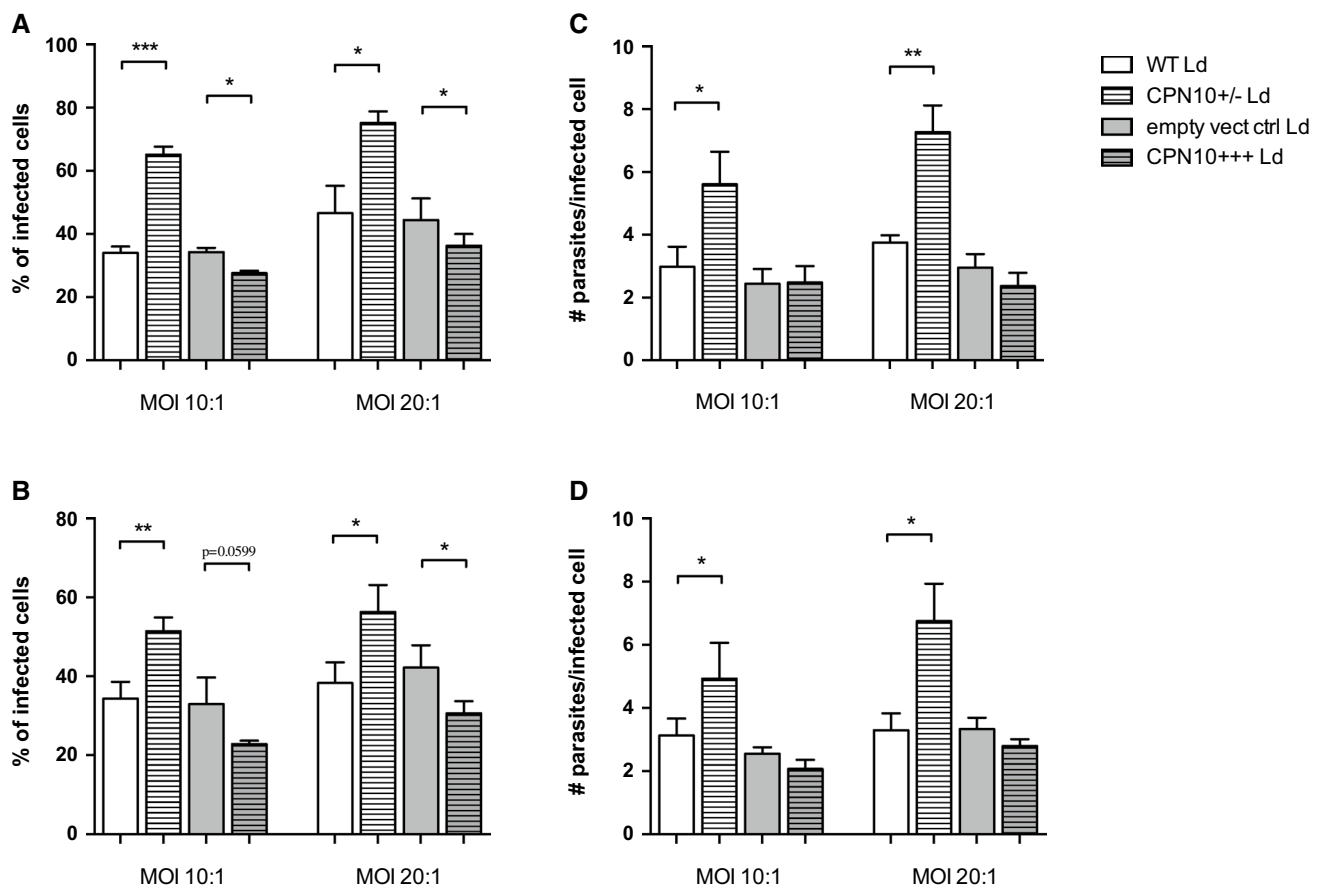 A
% of infected cells
100
80
60
40
20
0
***
*
*
*
MOI 10:1
MOI 20:1
C
# parasites/infected cell
10
8
6
4
2
0
*
**
MOI 10:1
MOI 20:1
WT Ld
CPN10+/- Ld
empty vect ctrl Ld
CPN10+++ Ld
B
% of infected cells
80
60
40
20
0
**
p=0.0599
*
*
MOI 10:1
MOI 20:1
D
# parasites/infected cell
10
8
6
4
2
0
*
*
MOI 10:1
MOI 20:1